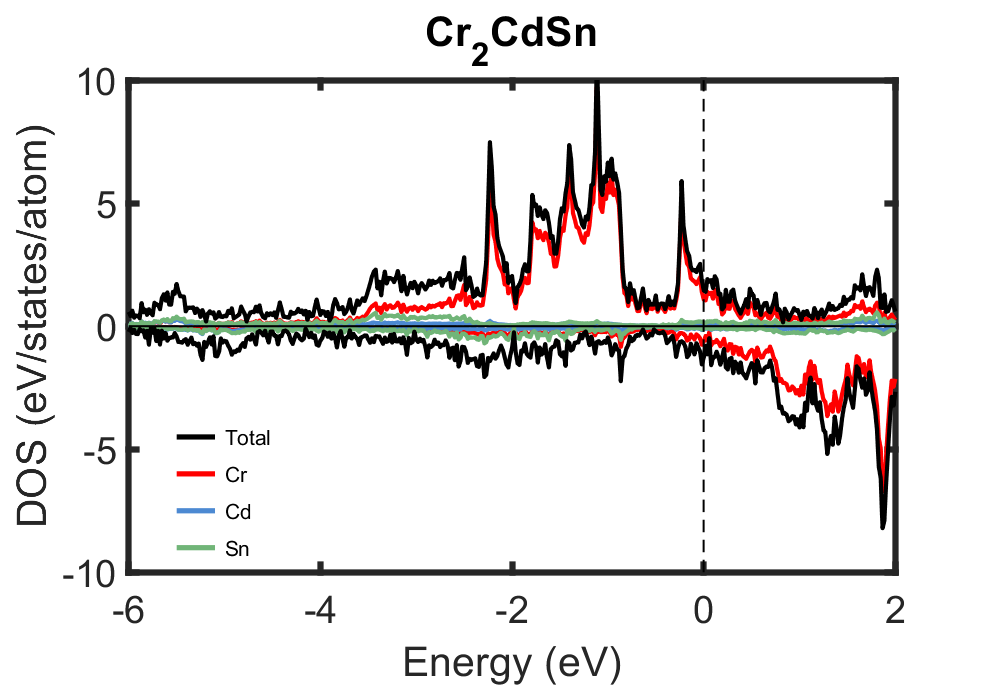 Cr₂CdSn
DOS (eV/states/atom)
10
5
0
-5
-10
Total
Cr
Cd
Sn
-6 -4 -2 0 2
Energy (eV)